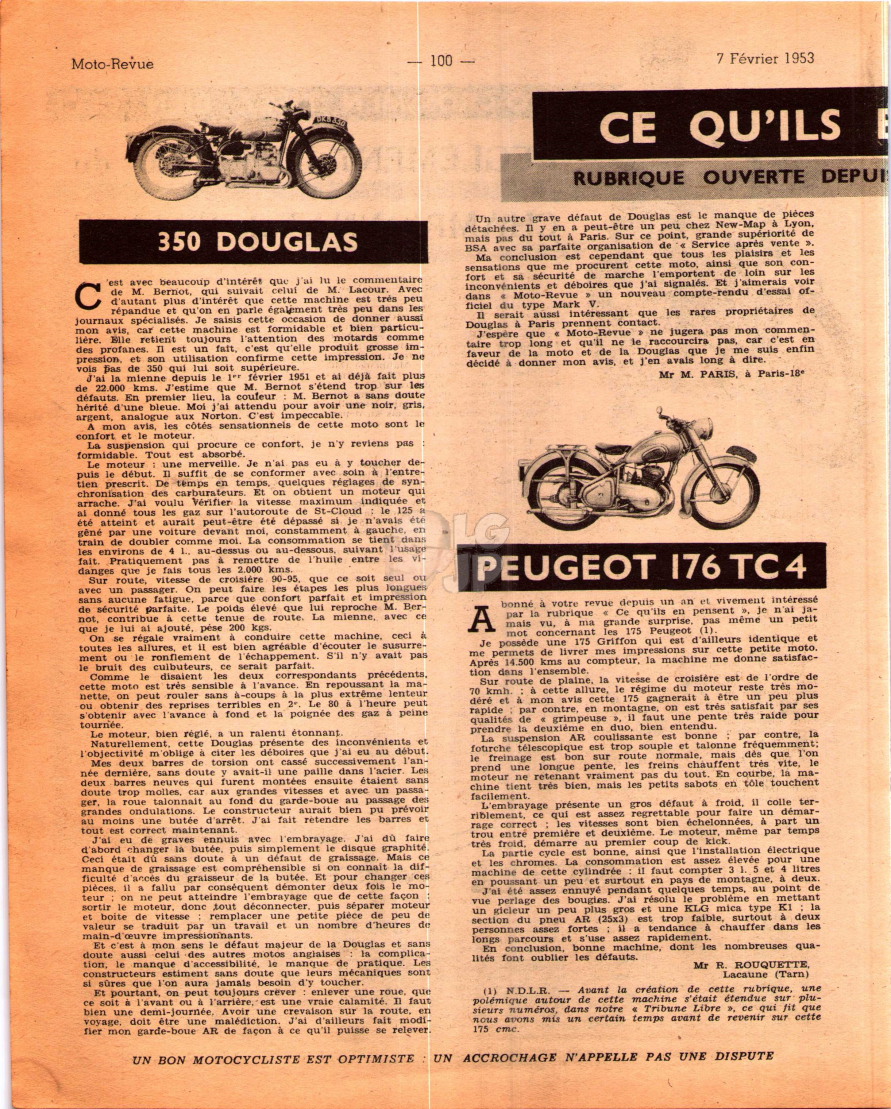 Moto-Revue
— 100 —
7 Février 1953
CE QU'ILS
RUBRIQUE OUVERTE DEPUI
350 DOUGLAS
C'est avec beaucoup d'intérêt que j'ai lu le commentaire
de M. Bernot, qui suivait celui de M. Lacour. Avec
d'autant plus d'intérêt que cette machine est très peu
répandue et qu'on en parle également très peu dans les
journaux spécialisés. Je saisis cette occasion de donner aussi
mon avis, car cette machine est formidable et bien particu-
lière. Elle retient toujours l'attention des motards comme
des profanes. Il est un fait, c'est qu'elle produit grosse im-
pression, et son utilisation confirme cette impression. Je ne
vois pas de 350 qui lui soit supérieure.
J'ai la mienne depuis le 1er février 1951 et ai déjà fait plus
de 22.000 kms. J'estime que M. Bernot s'étend trop sur les
défauts. En premier lieu, la couleur : M. Bernot a sans doute
hérité d'une bleue. Moi j'ai attendu pour avoir une noir, gris,
argent, analogue aux Norton. C'est impeccable.
A mon avis, les côtés sensationnels de cette moto sont le
confort et le moteur.
La suspension qui procure ce confort, je n'y reviens pas :
formidable. Tout est absorbé.
Le moteur : une merveille. Je n'ai pas eu à y toucher de-
puis le début. Il suffit de se conformer avec soin à l'entre-
tien prescrit. De temps en temps, quelques réglages de syn-
chronisation des carburateurs. Et on obtient un moteur qui
arrache. J'ai voulu Vérifier la vitesse maximum indiquée et
ai donné tous les gaz sur l'autoroute de St-Cloud : le 125 a
été atteint et aurait peut-être été dépassé si je n'avais été
gêné par une voiture devant moi, constamment à gauche, en
train de doubler comme moi. La consommation se tient dans
les environs de 4 l., au-dessus ou au-dessous, suivant l'usage
fait. Pratiquement pas à remettre de l'huile entre les vi-
danges que je fais tous les 2.000 kms.
Sur route, vitesse de croisière 90-95, que ce soit seul ou
avec un passager. On peut faire les étapes les plus longues
sans aucune fatigue, parce que confort parfait et impression
de sécurité parfaite. Le poids élevé que lui reproche M. Ber-
not, contribue à cette tenue de route. La mienne, avec ce
que je lui ai ajouté, pèse 200 kgs.
On se régale vraiment à conduire cette machine, ceci à
toutes les allures, et il est bien agréable d'écouter le susurre-
ment ou le ronflement de l'échappement. S'il n'y avait pas
le bruit des culbuteurs, ce serait parfait.
Comme le disaient les deux correspondants précédents,
cette moto est très sensible à l'avance. En repoussant la ma-
nette, on peut rouler sans à-coups à la plus extrême lenteur
ou obtenir des reprises terribles en 2e. Le 80 à l'heure peut
s'obtenir avec l'avance à fond et la poignée des gaz à peine
tournée.
Le moteur, bien réglé, a un ralenti étonnant.
Naturellement, cette Douglas présente des inconvénients et
l'objectivité m'oblige à citer les déboires que j'ai eu au début.
Mes deux barres de torsion ont cassé successivement l'an-
née dernière, sans doute y avait-il une paille dans l'acier. Les
deux barres neuves qui furent montées ensuite étaient sans
doute trop molles, car aux grandes vitesses et avec un passa-
ger, la roue talonnait au fond du garde-boue au passage des
grandes ondulations. Le constructeur aurait bien pu prévoir
au moins une butée d'arrêt. J'ai fait retendre les barres et
tout est correct maintenant.
J'ai eu de graves ennuis avec l'embrayage. J'ai dû faire
d'abord changer la butée, puis simplement le disque graphité.
Ceci était dû sans doute à un défaut de graissage. Mais ce
manque de graissage est compréhensible si on connait la dif-
ficulté d'accès du graisseur de la butée. Et pour changer ces
pièces, il a fallu par conséquent démonter deux fois le mo-
teur ; on ne peut atteindre l'embrayage que de cette façon :
sortir le moteur, donc tout déconnecter, puis séparer moteur
et boite de vitesse ; remplacer une petite pièce de peu de
valeur se traduit par un travail et un nombre d'heures de
main-d'œuvre impressionnants.
Et c'est à mon sens le défaut majeur de la Douglas et sans
doute aussi celui des autres motos anglaises : la complica-
tion, le manque d'accessibilité, le manque de pratique. Les
constructeurs estiment sans doute que leurs mécaniques sont
si sûres que l'on aura jamais besoin d'y toucher.
Et pourtant, on peut toujours crever : enlever une roue, que
ce soit à l'avant ou à l'arrière, est une vraie calamité. Il faut
bien une demi-journée. Avoir une crevaison sur la route, en
voyage, doit être une malédiction. J'ai d'ailleurs fait modi-
fier mon garde-boue AR de façon à ce qu'il puisse se relever.
Un autre grave défaut de Douglas est le manque de pièces
détachées. Il y en a peut-être un peu chez New-Map à Lyon,
mais pas du tout à Paris. Sur ce point, grande supériorité de
BSA avec sa parfaite organisation de « Service après vente ».
Ma conclusion est cependant que tous les plaisirs et les
sensations que me procurent cette moto, ainsi que son con-
fort et sa sécurité de marche l'emportent de loin sur les
inconvénients et déboires que j'ai signalés. Et j'aimerais voir
dans « Moto-Revue » un nouveau compte-rendu d'essai of-
ficiel du type Mark V.
Il serait aussi intéressant que les rares propriétaires de
Douglas à Paris prennent contact.
J'espère que « Moto-Revue » ne jugera pas mon commen-
taire trop long et qu'il ne le raccourcira pas, car c'est en
faveur de la moto et de la Douglas que je me suis enfin
décidé à donner mon avis, et j'en avais long à dire.
Mr M. PARIS, à Paris-18e
PEUGEOT 176 TC 4
Abonné à votre revue depuis un an et vivement intéressé
par la rubrique « Ce qu'ils en pensent », je n'ai ja-
mais vu, à ma grande surprise, pas même un petit
mot concernant les 175 Peugeot (1).
Je possède une 175 Griffon qui est d'ailleurs identique et
me permets de livrer mes impressions sur cette petite moto.
Après 14.500 kms au compteur, la machine me donne satisfac-
tion dans l'ensemble.
Sur route de plaine, la vitesse de croisière est de l'ordre de
70 kmh. ; à cette allure, le régime du moteur reste très mo-
déré et à mon avis cette 175 gagnerait à être un peu plus
rapide ; par contre, en montagne, on est très satisfait par ses
qualités de « grimpeuse », il faut une pente très raide pour
prendre la deuxième en duo, bien entendu.
La suspension AR coulissante est bonne ; par contre, la
fourche télescopique est trop souple et talonne fréquemment;
le freinage est bon sur route normale, mais dès que l'on
prend une longue pente, les freins chauffent très vite, le
moteur ne retenant vraiment pas du tout. En courbe, la ma-
chine tient très bien, mais les petits sabots en tôle touchent
facilement.
L'embrayage présente un gros défaut à froid, il colle ter-
riblement, ce qui est assez regrettable pour faire un démar-
rage correct ; les vitesses sont bien échelonnées, à part un
trou entre première et deuxième. Le moteur, même par temps
très froid, démarre au premier coup de kick.
La partie cycle est bonne, ainsi que l'installation électrique
et les chromes. La consommation est assez élevée pour une
machine de cette cylindrée : il faut compter 3 l. 5 et 4 litres
en poussant un peu et surtout en pays de montagne, à deux.
J'ai été assez ennuyé pendant quelques temps, au point de
vue perlage des bougies. J'ai résolu le problème en mettant
un gicleur un peu plus gros et une KLG mica type K1 ; la
section du pneu AR (25x3) est trop faible, surtout à deux
personnes assez fortes ; il a tendance à chauffer dans les
longs parcours et s'use assez rapidement.
En conclusion, bonne machine, dont les nombreuses qua-
lités font oublier les défauts.
Mr R. ROUQUETTE,
Lacaune (Tarn)
(1) N.D.L.R. — Avant la création de cette rubrique, une
polémique autour de cette machine s'était étendue sur plu-
sieurs numéros, dans notre « Tribune Libre », ce qui fit que
nous avons mis un certain temps avant de revenir sur cette
175 cmc.
UN BON MOTOCYCLISTE EST OPTIMISTE : UN ACCROCHAGE N'APPELLE PAS UNE DISPUTE